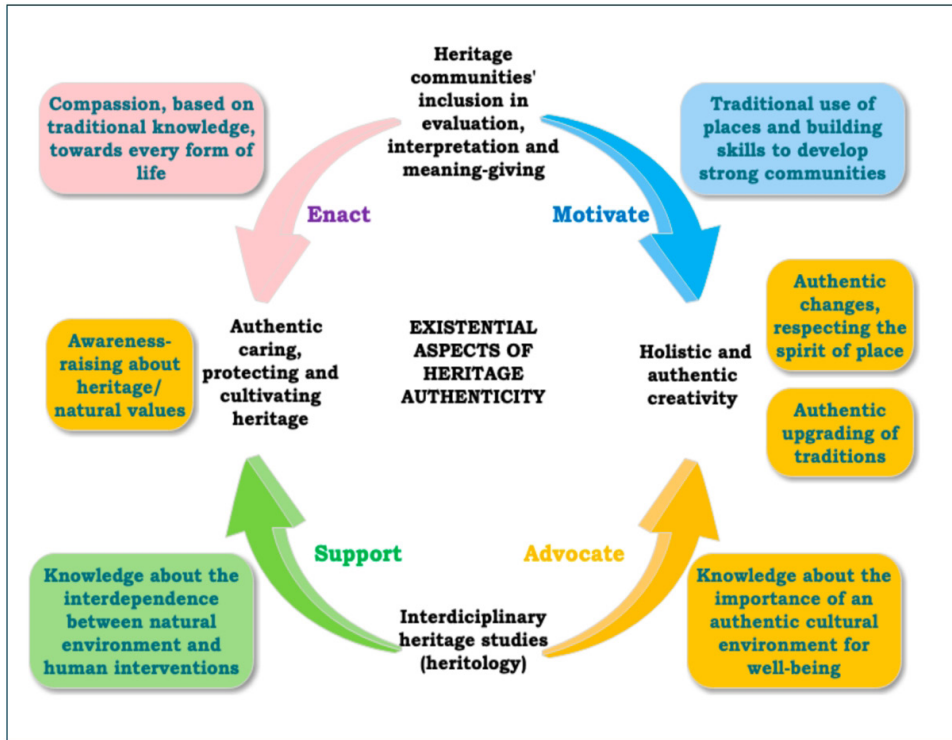 Heritage
communities'
inclusion in
evaluation,
interpretation and
meaning-giving
Compassion, based on
traditional knowledge,
towards every form of
life
Traditional use of
places and building
skills to develop
strong communities
Enact
Motivate
Awareness-
raising about
heritage/
natural values
Authentic
caring,
protecting and
cultivating
heritage
EXISTENTIAL
ASPECTS OF
HERITAGE
AUTHENTICITY
Holistic and
authentic
creativity
Authentic
changes,
respecting the
spirit of place
Authentic
upgrading of
traditions
Support
Advocate
Knowledge about the
interdependence
between natural
environment and
human interventions
Interdiciplinary
heritage studies
(heritology)
Knowledge about the
importance of an
authentic cultural
environment for
well-being